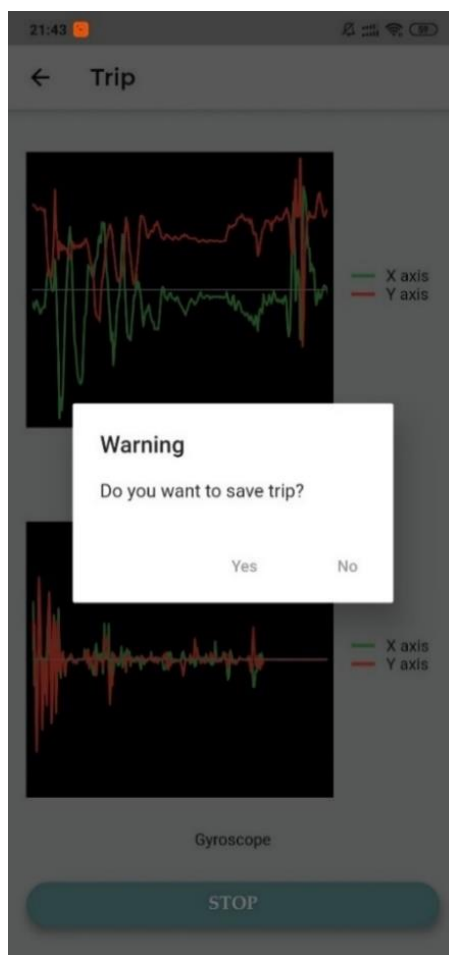 21:43
Trip
X axis
Y axis
Warning
Do you want to save trip?
Yes No
X axis
Y axis
Gyroscope
STOP